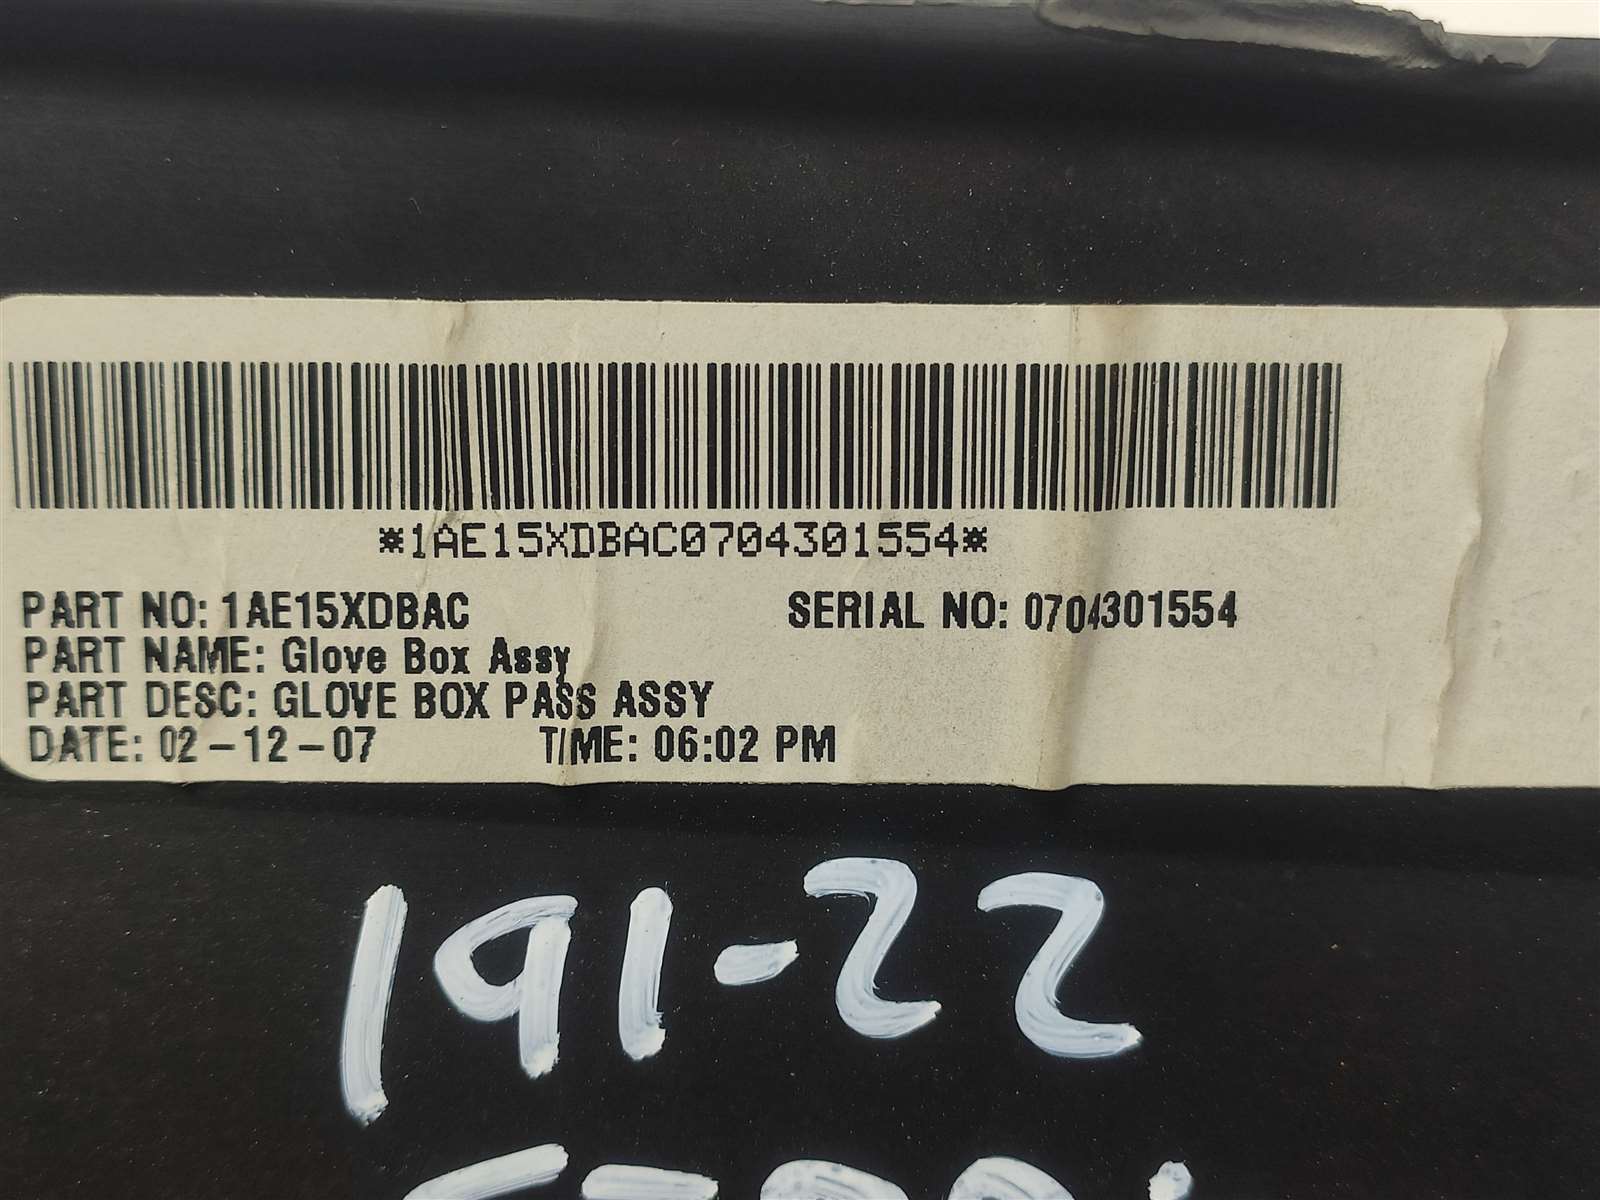 *1AE15XDBAC0704301554*
PART NO: 1AE15XDBAC SERIAL NO: 0704301554
PART NAME: Glove Box Assy
PART DESC: GLOVE BOX PASS ASSY
DATE: 02-12-07 TIME: 06:02 PM
191-22